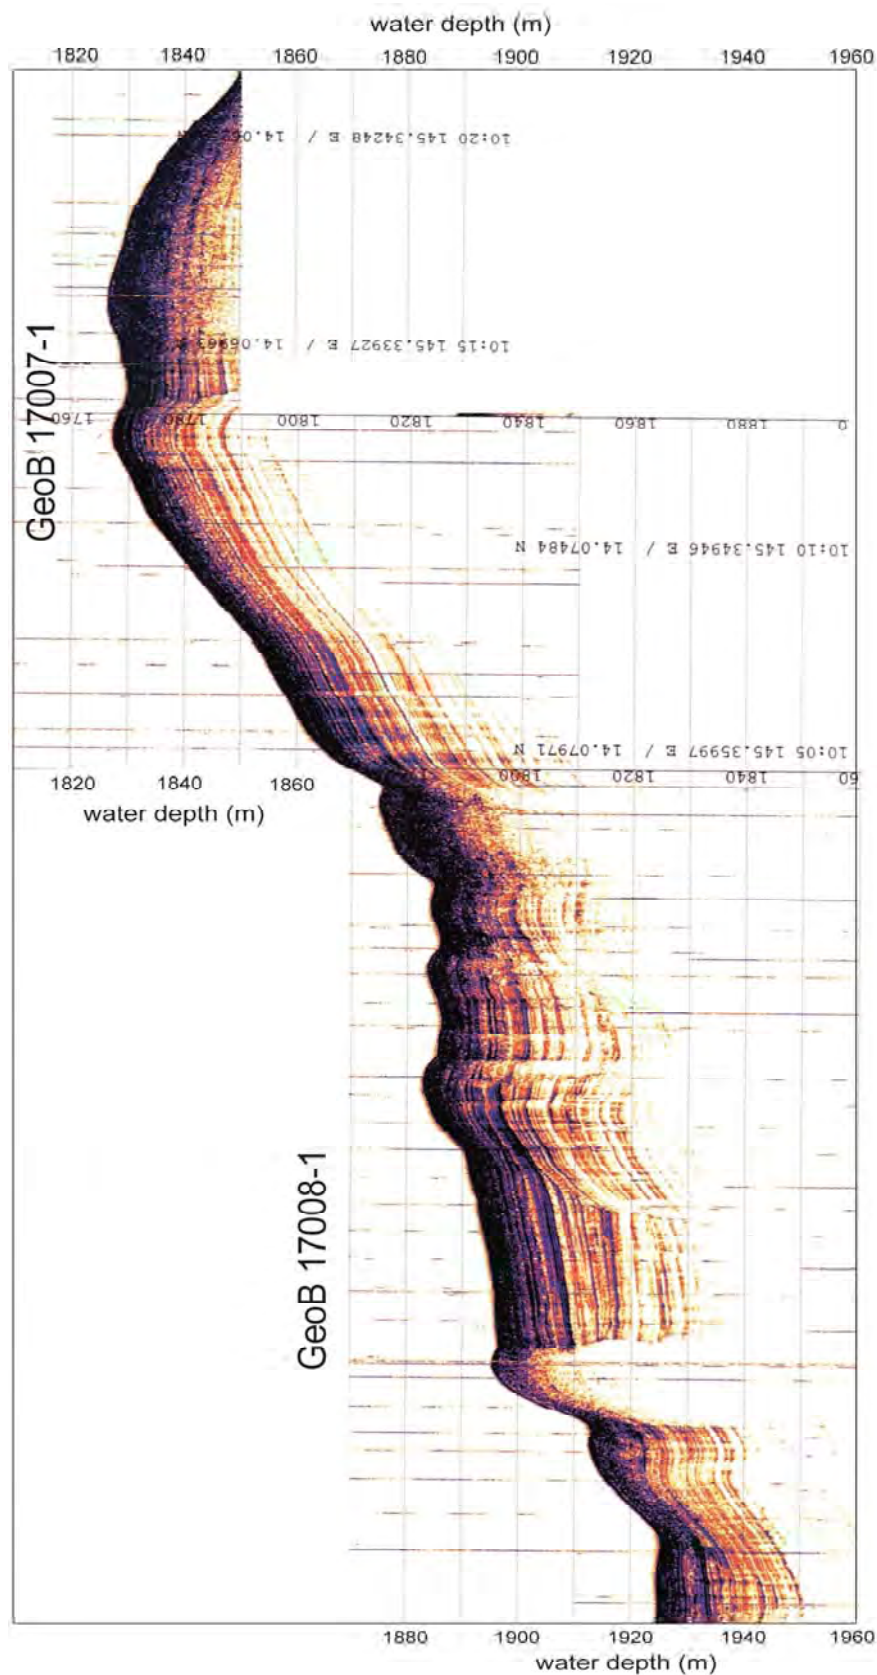 water depth (m)
1820 1840 1860 1880 1900 1920 1940 1960
10:20 145.34248 E / 14.062
10:15 145.33927 E / 14.06963
GeoB 17007-1
1760 1780 1800 1820 1840 1860 1880
10:10 145.34946 E / 14.07484 N
10:05 145.35997 E / 14.07971 N
1800 1820 1840 60
1820 1840 1860
water depth (m)
GeoB 17008-1
1880 1900 1920 1940 1960
water depth (m)